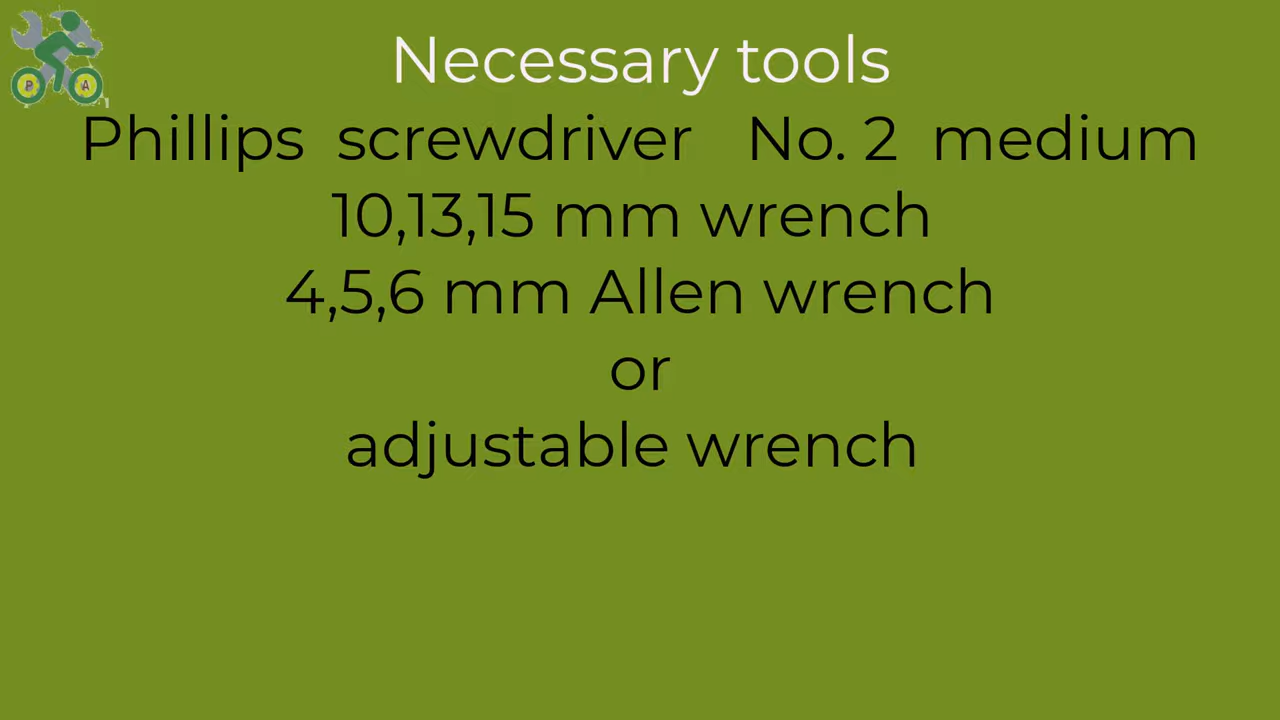 Necessary tools
Phillips screwdriver No. 2 medium
10,13,15 mm wrench
4,5,6 mm Allen wrench
or
adjustable wrench
P A